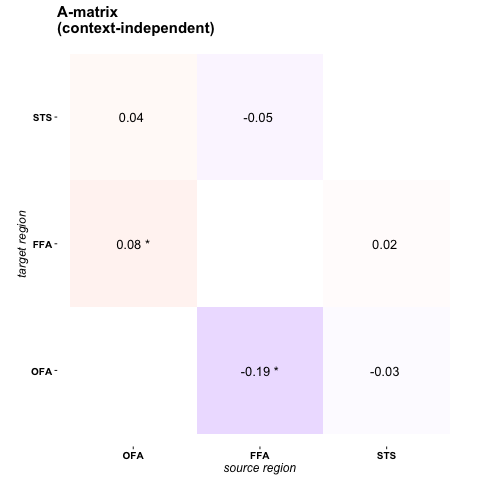 A-matrix
(context-independent)
STS
0.04
-0.05
FFA
0.08 *
0.02
OFA
-0.19 *
-0.03
target region
OFA
FFA
STS
source region